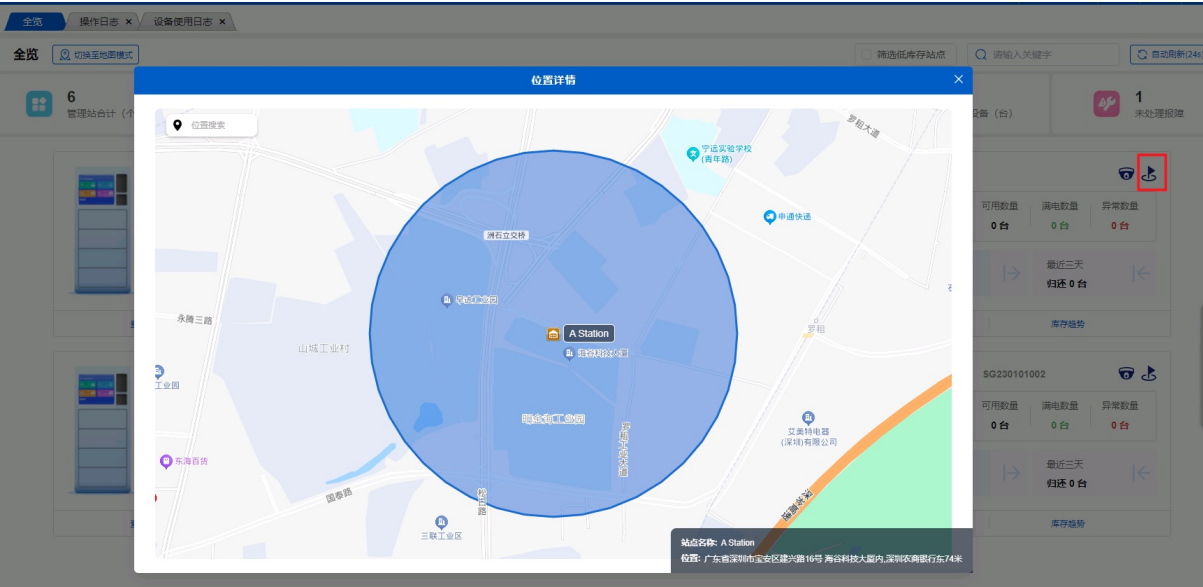 全览
操作日志 ×
设备使用日志 ×
全览
切换至地图模式
筛选低库存站点
请输入关键字
自动刷新(24s
位置详情
6
管理站合计（个
设备（台）
1
未处理报障
位置搜索
罗租大道
宁远实验学校
(青年路)
申通快递
洲石立交桥
永腾三路
山城工业村
罗租
A Station
海谷科技大厦
工业园
东海百货
国泰路
松白路
三联工业区
艾美特电器
(深圳)有限公司
可用数量
满电数量
异常数量
0 台
0 台
0 台
最近三天
归还 0 台
库存趋势
SG230101002
可用数量
满电数量
异常数量
0 台
0 台
0 台
最近三天
归还 0 台
库存趋势
站点名称: A Station
位置: 广东省深圳市宝安区建兴路16号 海谷科技大厦内,深圳农商银行东74米